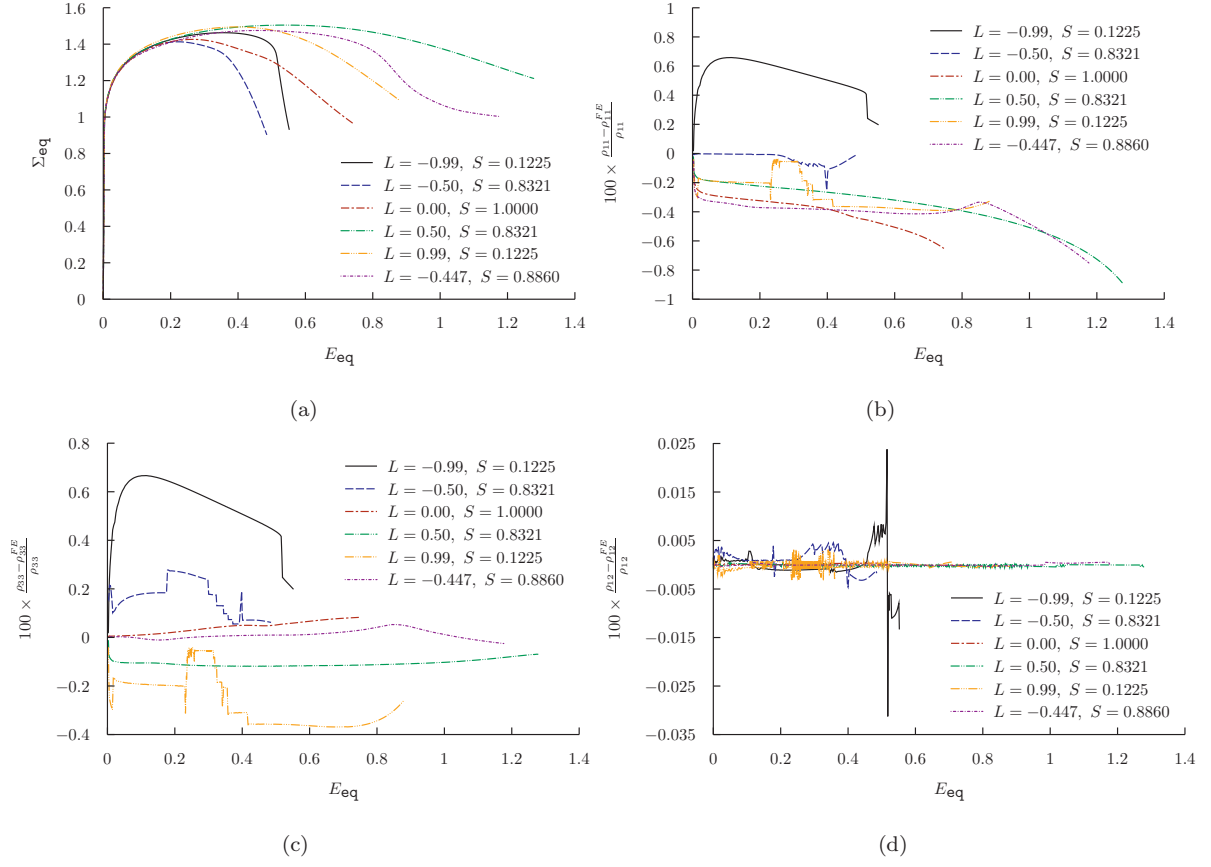 1.6
1.4
1.2
1
0.8
0.6
0.4
0.2
0
Σeq
L = −0.99, S = 0.1225
L = −0.50, S = 0.8321
L = 0.00, S = 1.0000
L = 0.50, S = 0.8321
L = 0.99, S = 0.1225
L = −0.447, S = 0.8860
0 0.2 0.4 0.6 0.8 1 1.2 1.4
Eeq
(a)
1
0.8
0.6
0.4
0.2
0
−0.2
−0.4
−0.6
−0.8
−1
100 × (ρ11−ρ11^FE)/ρ11
L = −0.99, S = 0.1225
L = −0.50, S = 0.8321
L = 0.00, S = 1.0000
L = 0.50, S = 0.8321
L = 0.99, S = 0.1225
L = −0.447, S = 0.8860
0 0.2 0.4 0.6 0.8 1 1.2 1.4
Eeq
(b)
0.8
0.6
0.4
0.2
0
−0.2
−0.4
100 × (ρ33−ρ33^FE)/ρ33
L = −0.99, S = 0.1225
L = −0.50, S = 0.8321
L = 0.00, S = 1.0000
L = 0.50, S = 0.8321
L = 0.99, S = 0.1225
L = −0.447, S = 0.8860
0 0.2 0.4 0.6 0.8 1 1.2 1.4
Eeq
(c)
0.025
0.015
0.005
−0.005
−0.015
−0.025
−0.035
100 × (ρ12−ρ12^FE)/ρ12
L = −0.99, S = 0.1225
L = −0.50, S = 0.8321
L = 0.00, S = 1.0000
L = 0.50, S = 0.8321
L = 0.99, S = 0.1225
L = −0.447, S = 0.8860
0 0.2 0.4 0.6 0.8 1 1.2 1.4
Eeq
(d)